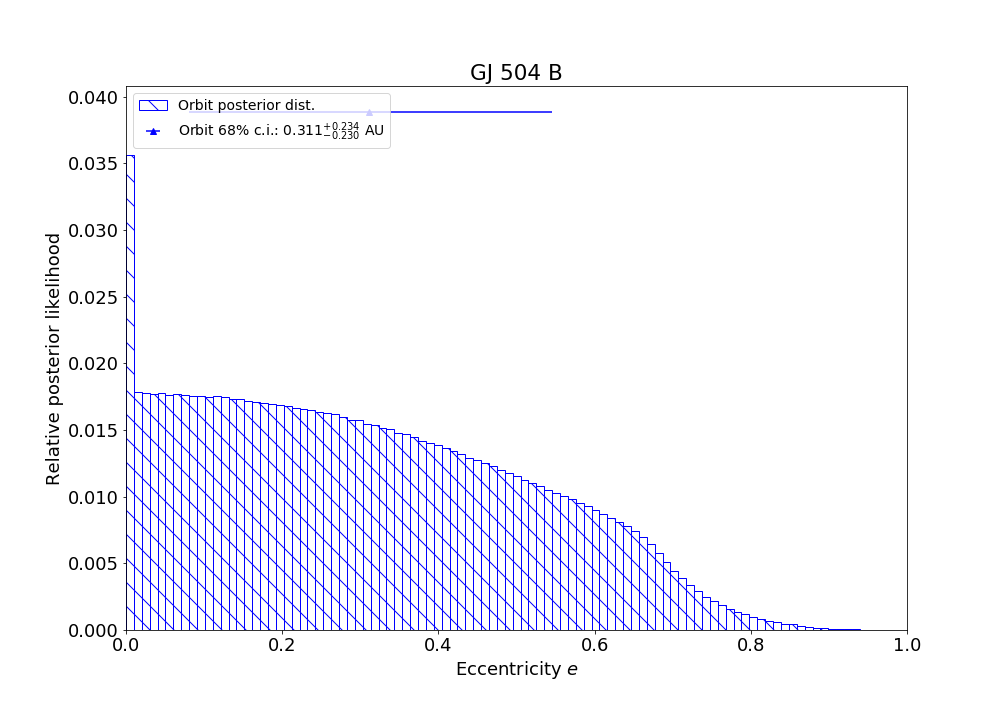 GJ 504 B
Orbit posterior dist.
Orbit 68% c.i.: 0.311^{+0.234}_{-0.230} AU
0.040
0.035
0.030
0.025
0.020
0.015
0.010
0.005
0.000
Relative posterior likelihood
0.0 0.2 0.4 0.6 0.8 1.0
Eccentricity e